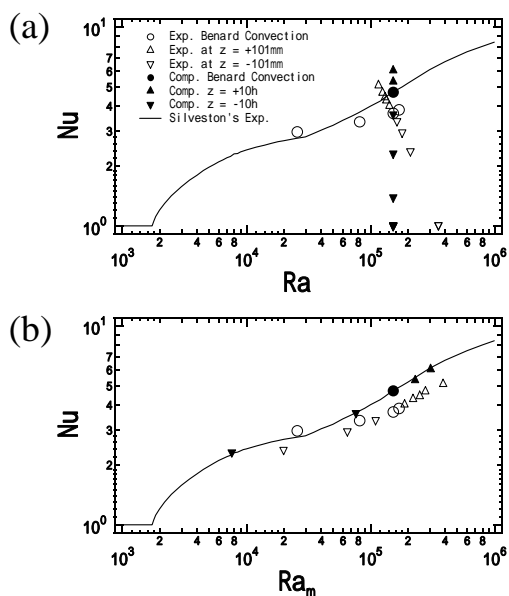 (a)
Nu
10¹
8
7
6
5
4
3
2
10⁰
Exp. Benard Convection
Exp. at z = +101mm
Exp. at z = -101mm
Comp. Benard Convection
Comp. z = +10h
Comp. z = -10h
Silveston's Exp.
10³ 2 4 6 8 10⁴ 2 4 6 8 10⁵ 2 4 6 8 10⁶
Ra
(b)
Nu
10¹
7
6
5
4
3
2
10⁰
10³ 2 4 6 8 10⁴ 2 4 6 8 10⁵ 2 4 6 8 10⁶
Raₘ